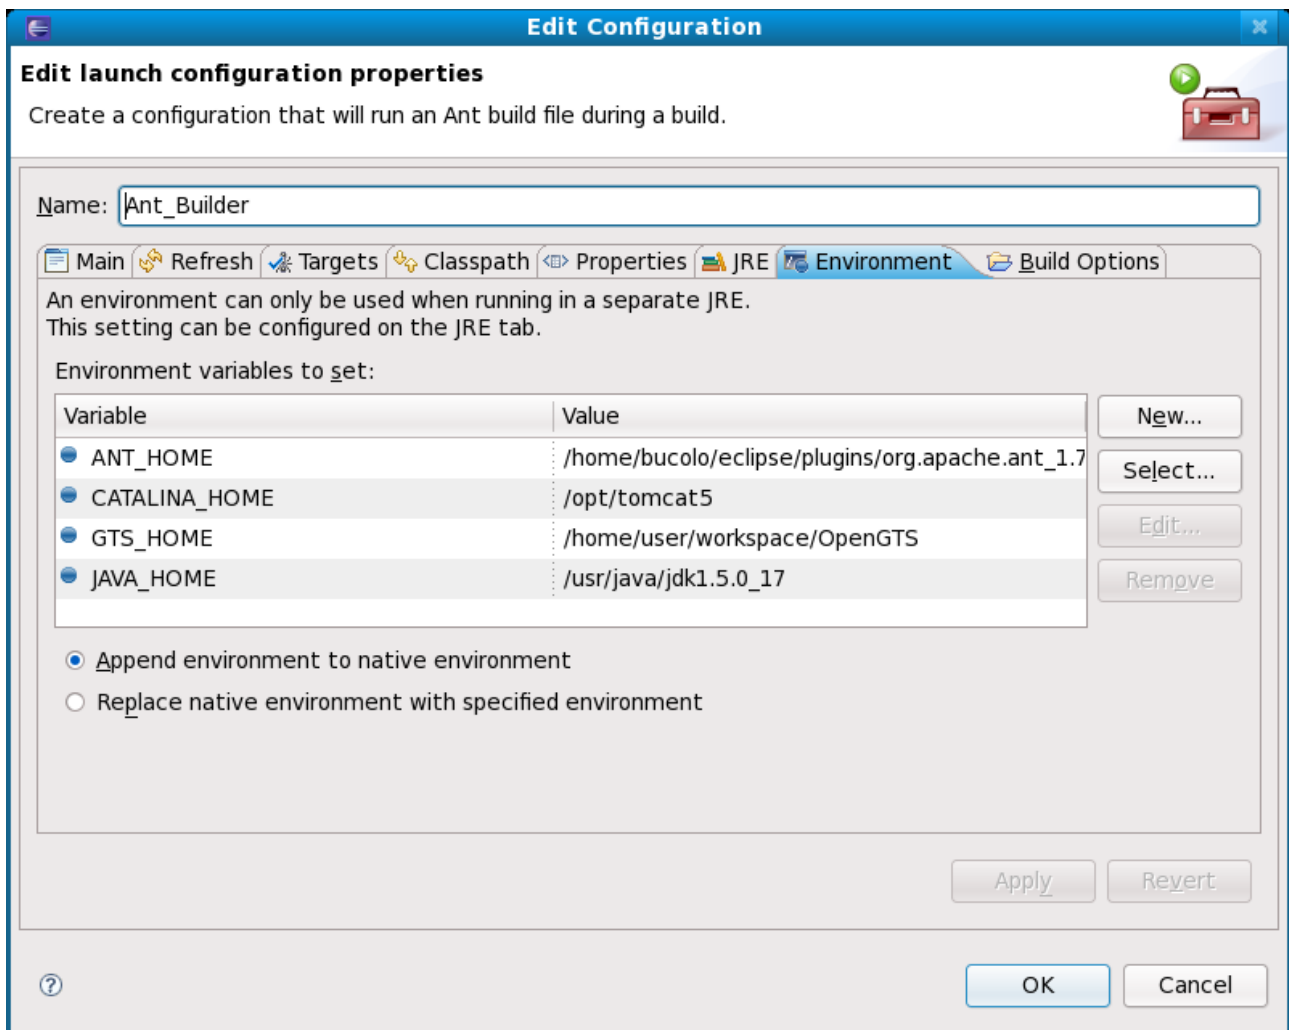 Edit Configuration
Edit launch configuration properties
Create a configuration that will run an Ant build file during a build.
Name: Ant_Builder
Main Refresh Targets Classpath Properties JRE Environment Build Options
An environment can only be used when running in a separate JRE.
This setting can be configured on the JRE tab.
Environment variables to set:
Variable Value New...
ANT_HOME /home/bucolo/eclipse/plugins/org.apache.ant_1.7
Select...
CATALINA_HOME /opt/tomcat5
Edit...
GTS_HOME /home/user/workspace/OpenGTS
JAVA_HOME /usr/java/jdk1.5.0_17 Remove
Append environment to native environment
Replace native environment with specified environment
Apply Revert
? OK Cancel